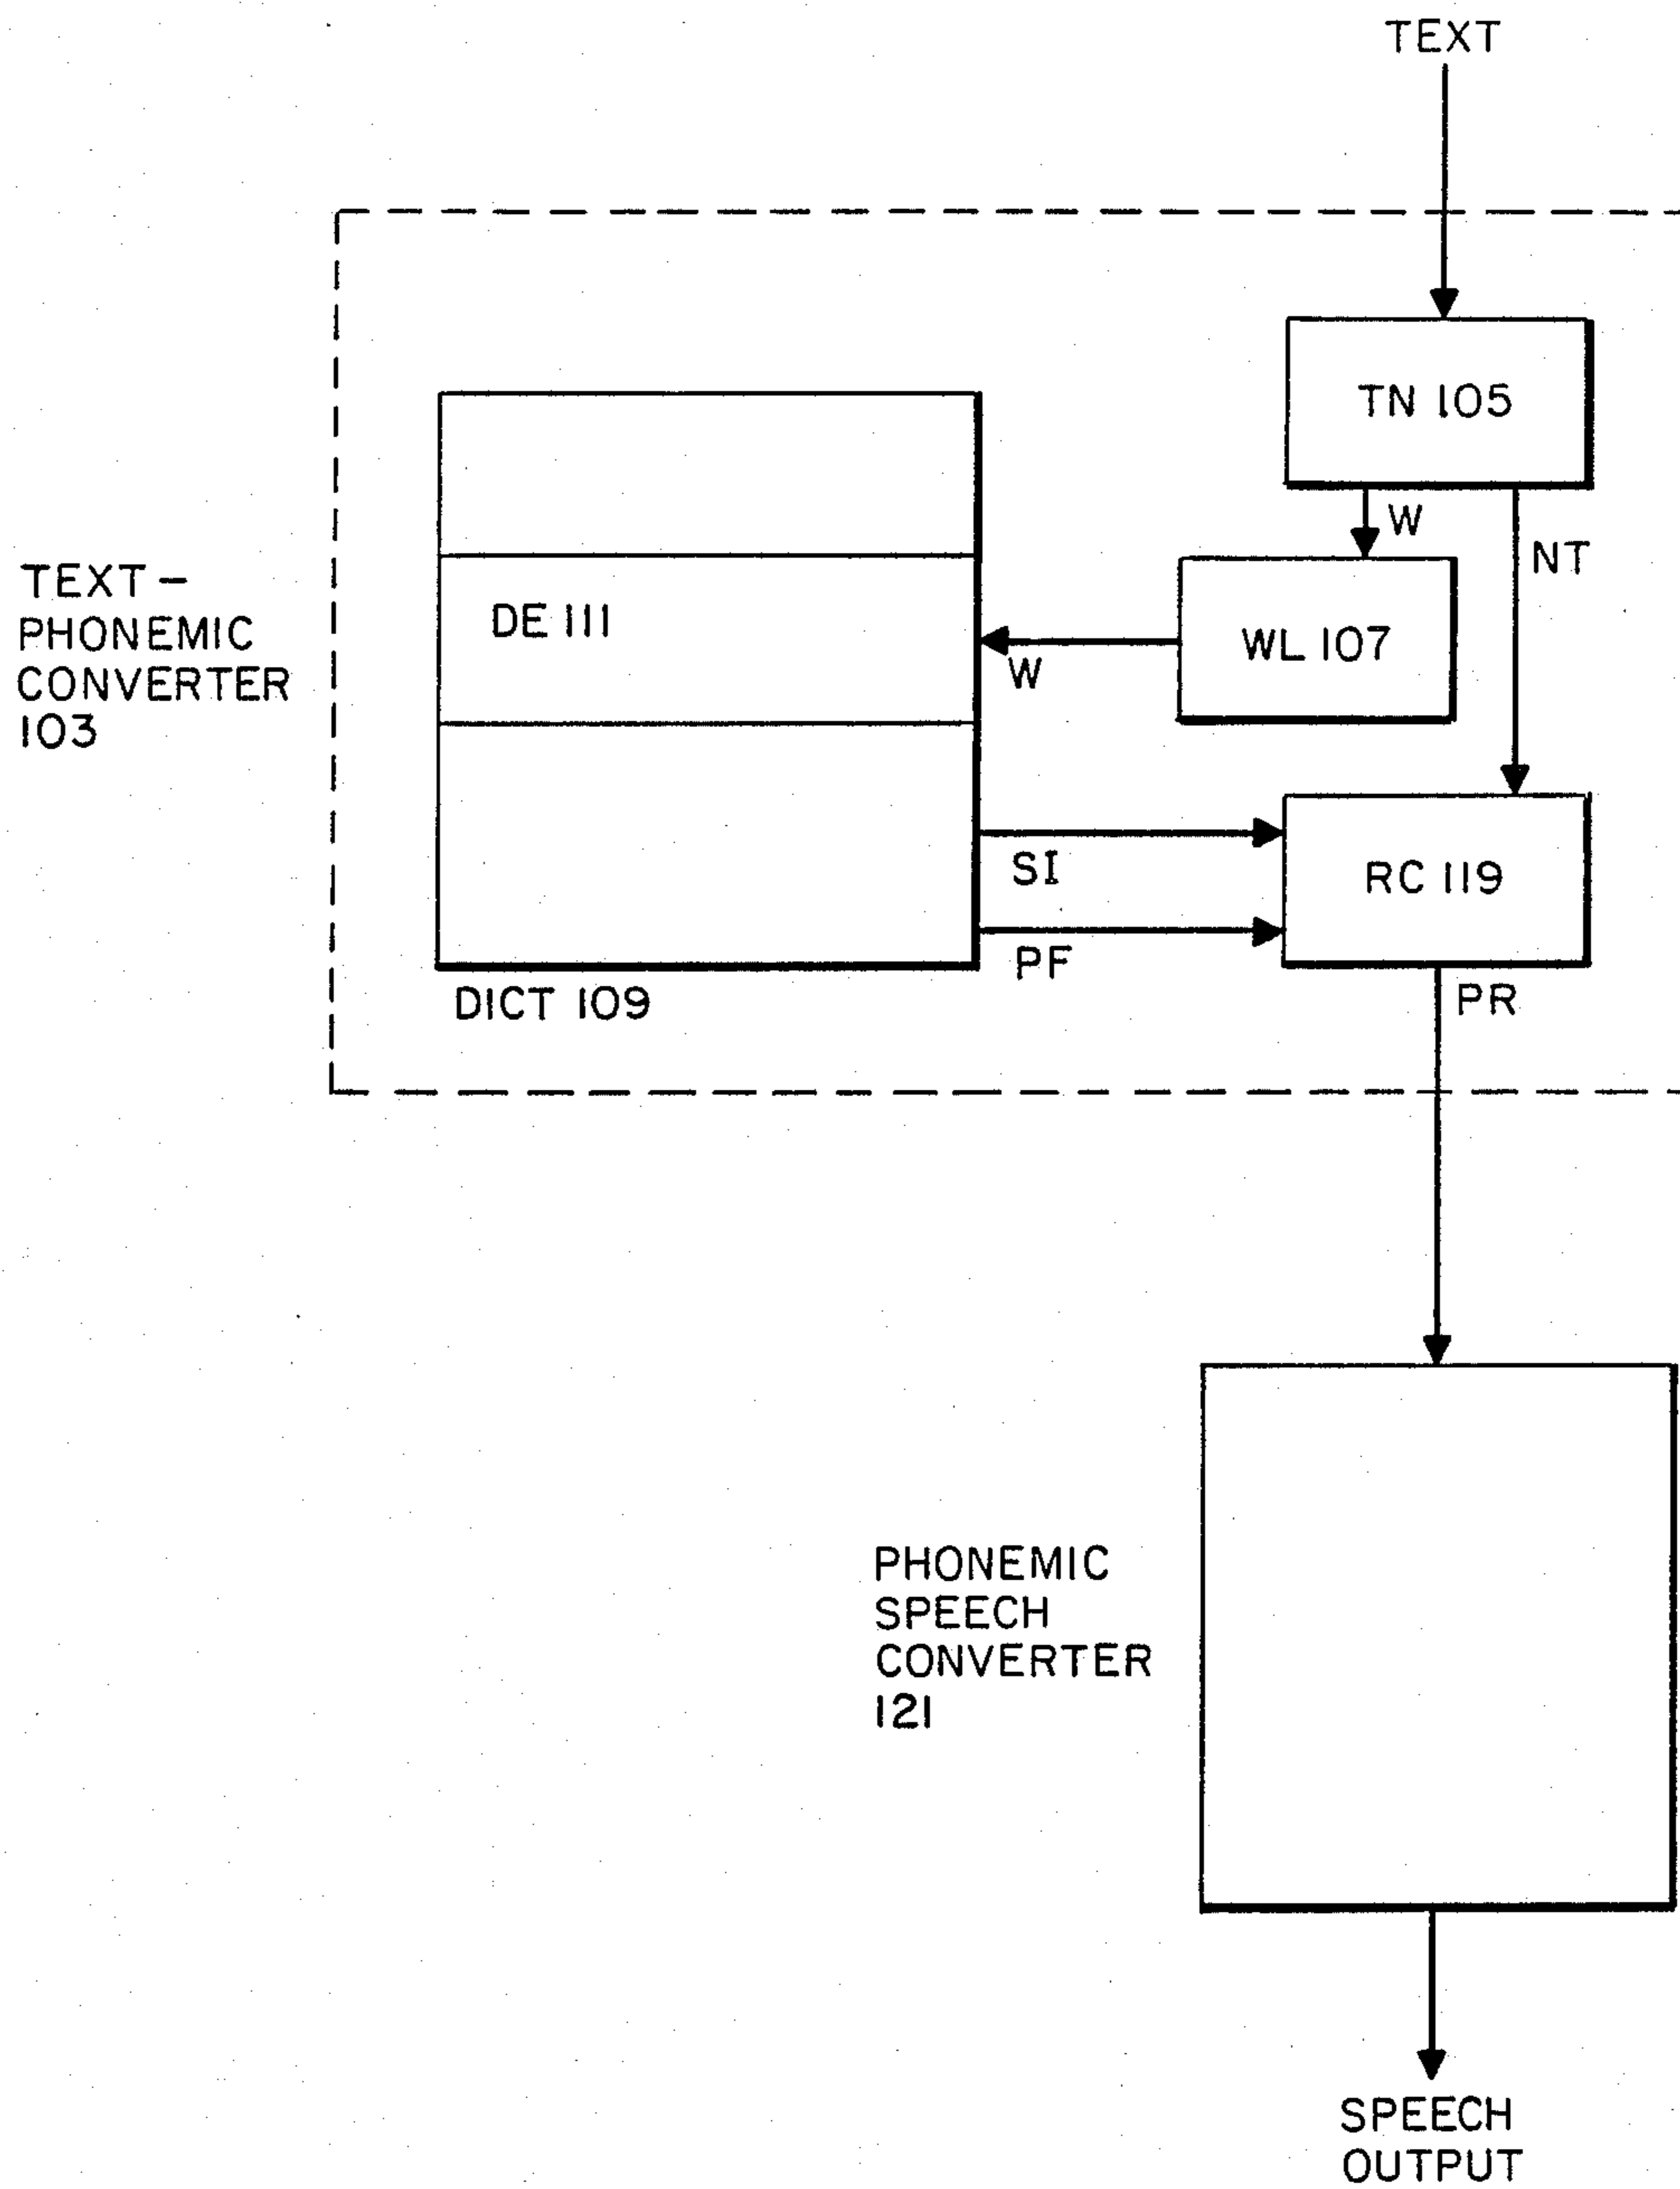 TEXT
TN 105
W
NT
DE 111
WL 107
W
TEXT-
PHONEMIC
CONVERTER
103
SI
RC 119
PF
DICT 109
PR
PHONEMIC
SPEECH
CONVERTER
121
SPEECH
OUTPUT